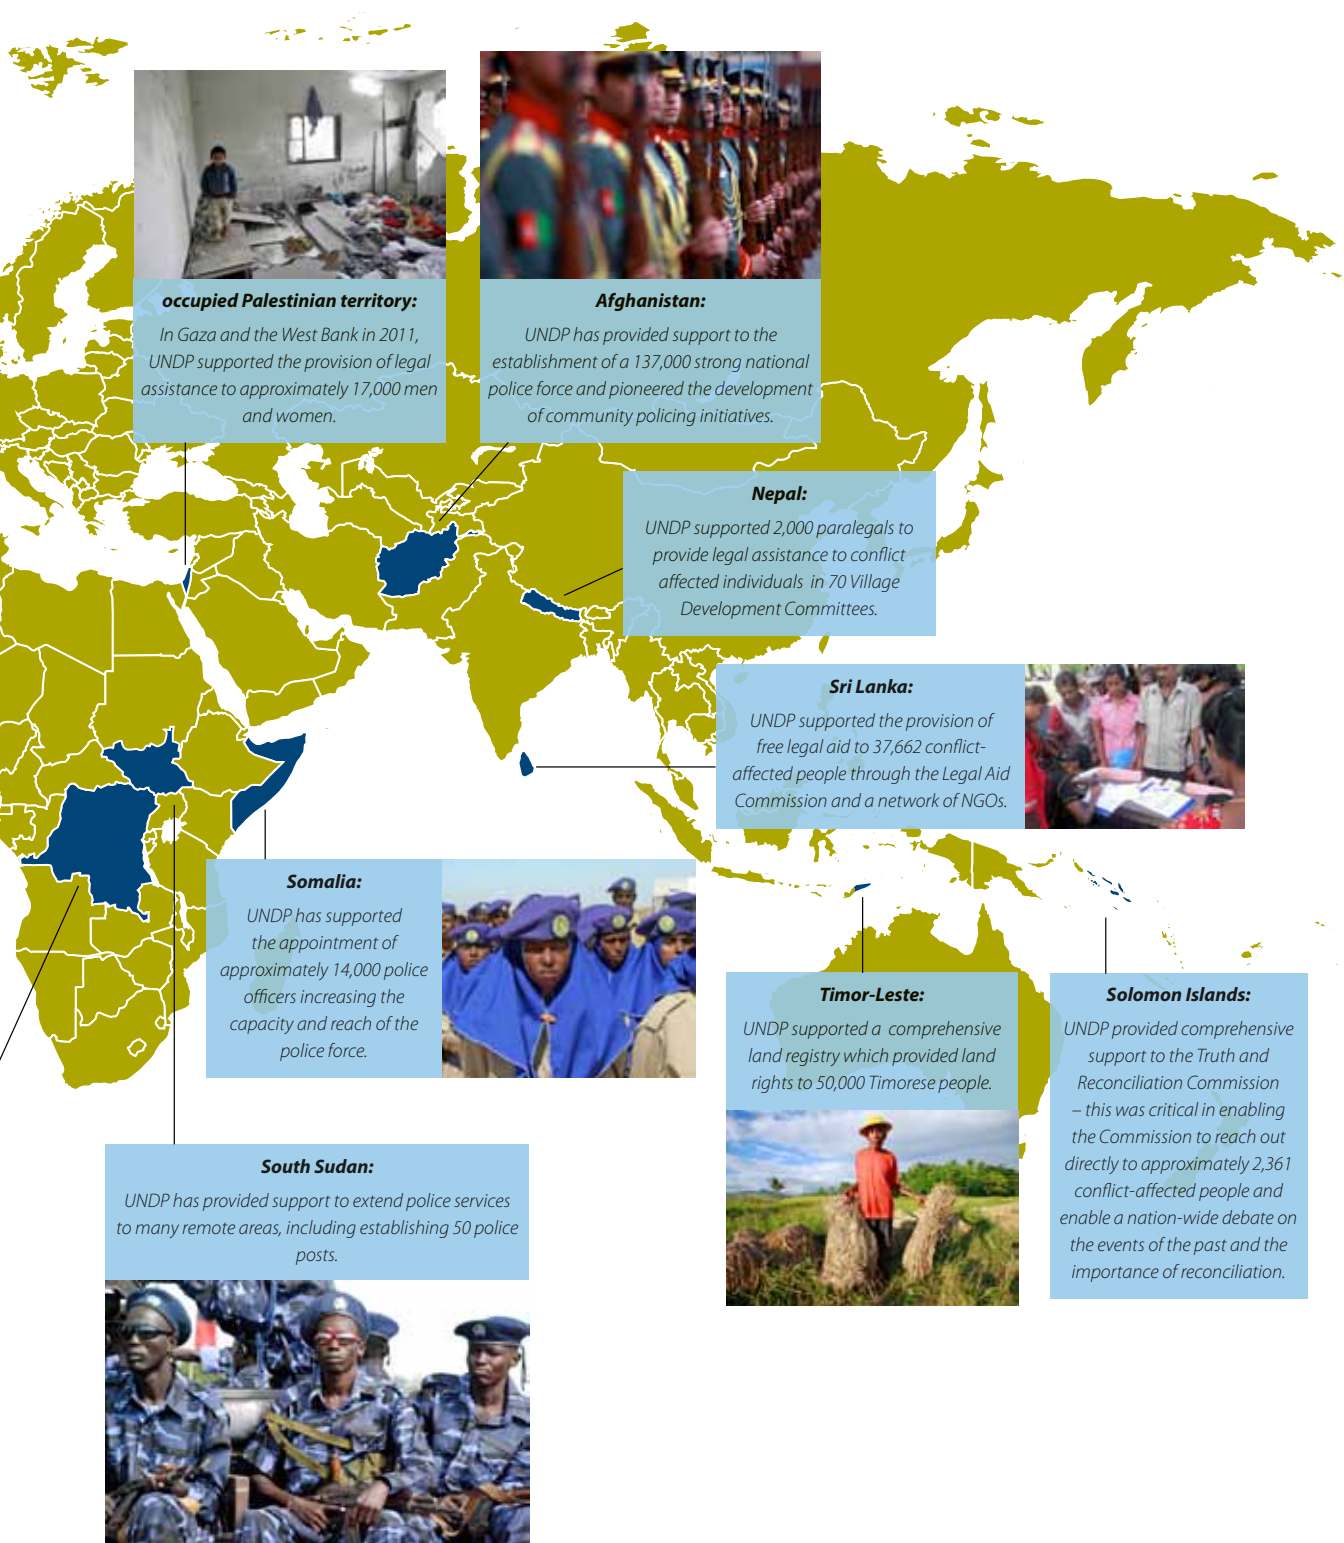 occupied Palestinian territory:
In Gaza and the West Bank in 2011,
UNDP supported the provision of legal
assistance to approximately 17,000 men
and women.
Afghanistan:
UNDP has provided support to the
establishment of a 137,000 strong national
police force and pioneered the development
of community policing initiatives.
Nepal:
UNDP supported 2,000 paralegals to
provide legal assistance to conflict
affected individuals in 70 Village
Development Committees.
Sri Lanka:
UNDP supported the provision of
free legal aid to 37,662 conflict-
affected people through the Legal Aid
Commission and a network of NGOs.
Somalia:
UNDP has supported
the appointment of
approximately 14,000 police
officers increasing the
capacity and reach of the
police force.
Timor-Leste:
UNDP supported a comprehensive
land registry which provided land
rights to 50,000 Timorese people.
Solomon Islands:
UNDP provided comprehensive
support to the Truth and
Reconciliation Commission
– this was critical in enabling
the Commission to reach out
directly to approximately 2,361
conflict-affected people and
enable a nation-wide debate on
the events of the past and the
importance of reconciliation.
South Sudan:
UNDP has provided support to extend police services
to many remote areas, including establishing 50 police
posts.